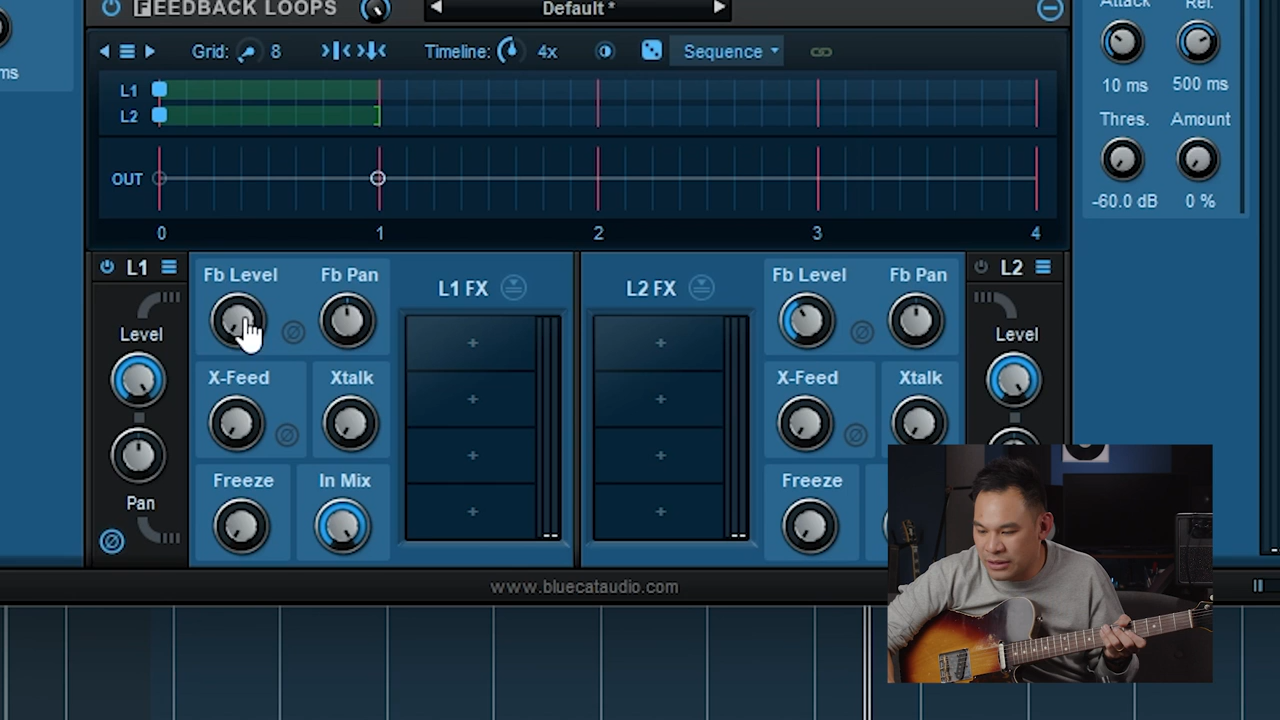 FEEDBACK LOOPS
Default *
Attack
Rel.
ms
Grid: 8
Timeline: 4x
Sequence
10 ms
500 ms
L1
L2
Thres.
Amount
OUT
-60.0 dB
0 %
0 1 2 3 4
L1
Fb Level
Fb Pan
L1 FX
L2 FX
Fb Level
Fb Pan
L2
Level
Level
X-Feed
Xtalk
X-Feed
Xtalk
Freeze
In Mix
Freeze
Pan
www.bluecataudio.com